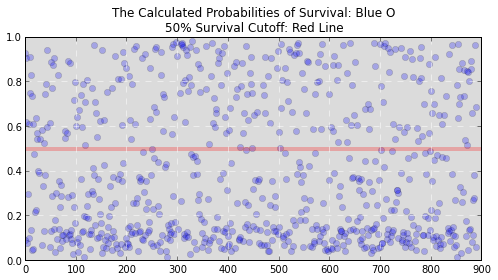 The Calculated Probabilities of Survival: Blue O
50% Survival Cutoff: Red Line
1.0
0.8
0.6
0.4
0.2
0.0
0 100 200 300 400 500 600 700 800 900